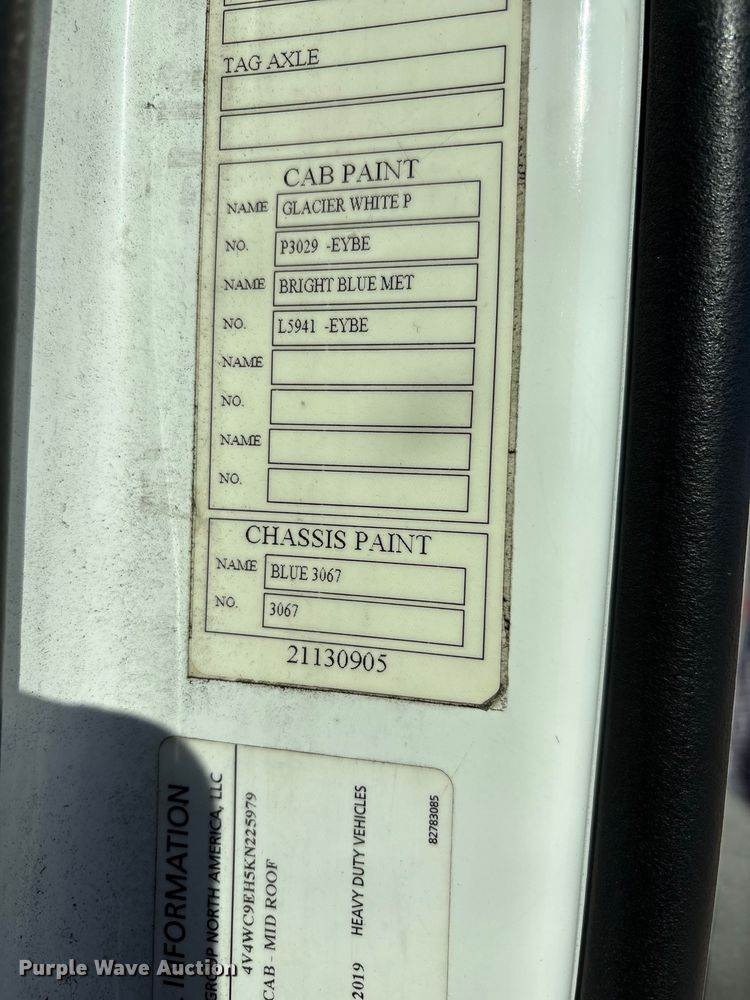 TAG AXLE
CAB PAINT
NAME GLACIER WHITE P
NO. P3029 -EYBE
NAME BRIGHT BLUE MET
NO. L5941 -EYBE
NAME
NO.
NAME
NO.
CHASSIS PAINT
NAME BLUE 3067
NO. 3067
21130905
INFORMATION
GROUP NORTH AMERICA, LLC
4V4WC9EH5KN225979
CAB - MID ROOF
2019 HEAVY DUTY VEHICLES
82783085
Purple Wave Auction